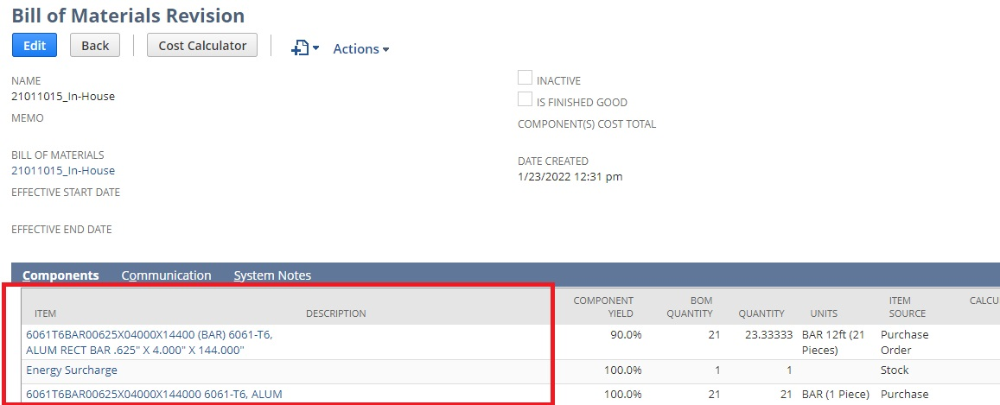 Bill of Materials Revision
Edit Back Cost Calculator Actions
NAME
21011015_In-House
MEMO
BILL OF MATERIALS
21011015_In-House
EFFECTIVE START DATE
EFFECTIVE END DATE
INACTIVE
IS FINISHED GOOD
COMPONENT(S) COST TOTAL
DATE CREATED
1/23/2022 12:31 pm
Components Communication System Notes
ITEM DESCRIPTION COMPONENT YIELD BOM QUANTITY QUANTITY UNITS ITEM SOURCE CALCU
6061T6BAR00625X04000X14400 (BAR) 6061-T6, 90.0% 21 23.33333 BAR 12ft (21 Purchase
ALUM RECT BAR .625" X 4.000" X 144.000" Pieces) Order
Energy Surcharge 100.0% 1 1 Stock
6061T6BAR00625X04000X144000 6061-T6, ALUM 100.0% 21 21 BAR (1 Piece) Purchase